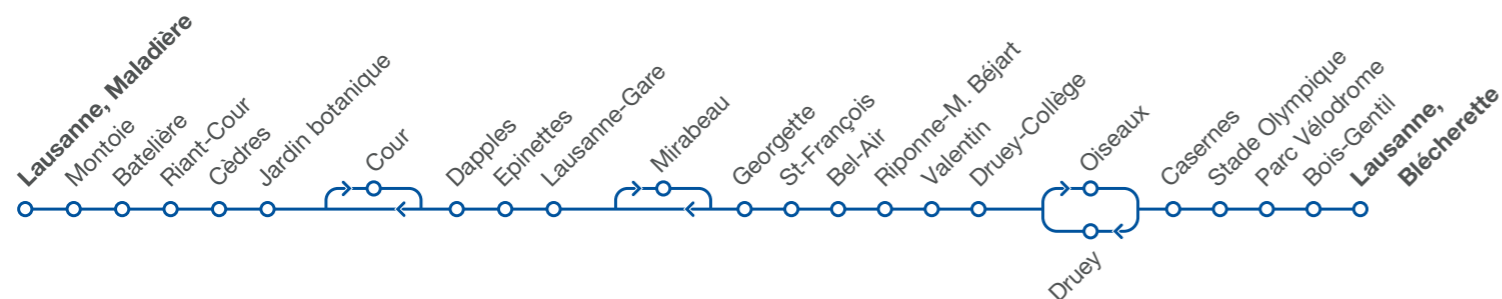 Lausanne, Maladière
Montoie
Batelière
Riant-Cour
Cèdres
Jardin botanique
Cour
Dapples
Epinettes
Lausanne-Gare
Mirabeau
Georgette
St-François
Bel-Air
Riponne-M. Béjart
Valentin
Druey-Collège
Oiseaux
Druey
Casernes
Stade Olympique
Parc Vélodrome
Bois-Gentil
Lausanne,
Blécherette